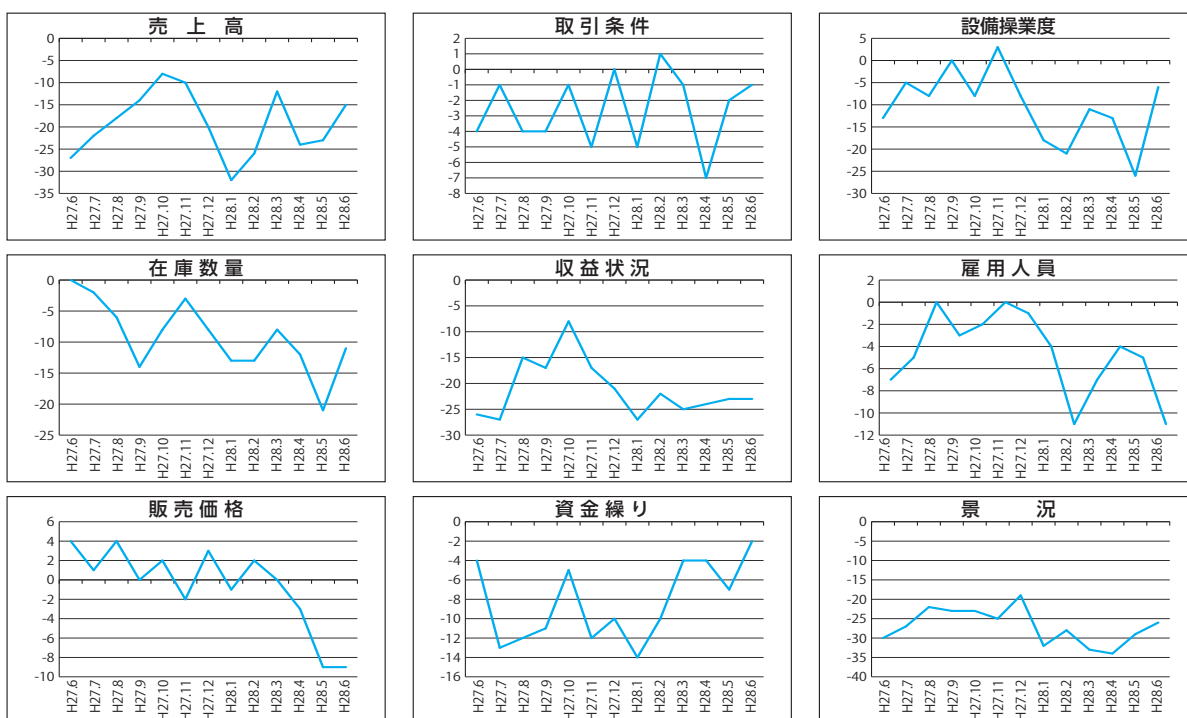 売上高
0
-5
-10
-15
-20
-25
-30
-35
H27.6
H27.7
H27.8
H27.9
H27.10
H27.11
H27.12
H28.1
H28.2
H28.3
H28.4
H28.5
H28.6
取引条件
2
1
0
-1
-2
-3
-4
-5
-6
-7
-8
H27.6
H27.7
H27.8
H27.9
H27.10
H27.11
H27.12
H28.1
H28.2
H28.3
H28.4
H28.5
H28.6
設備操業度
5
0
-5
-10
-15
-20
-25
-30
H27.6
H27.7
H27.8
H27.9
H27.10
H27.11
H27.12
H28.1
H28.2
H28.3
H28.4
H28.5
H28.6
在庫数量
0
-5
-10
-15
-20
-25
H27.6
H27.7
H27.8
H27.9
H27.10
H27.11
H27.12
H28.1
H28.2
H28.3
H28.4
H28.5
H28.6
収益状況
0
-5
-10
-15
-20
-25
-30
H27.6
H27.7
H27.8
H27.9
H27.10
H27.11
H27.12
H28.1
H28.2
H28.3
H28.4
H28.5
H28.6
雇用人員
2
0
-2
-4
-6
-8
-10
-12
H27.6
H27.7
H27.8
H27.9
H27.10
H27.11
H27.12
H28.1
H28.2
H28.3
H28.4
H28.5
H28.6
販売価格
6
4
2
0
-2
-4
-6
-8
-10
H27.6
H27.7
H27.8
H27.9
H27.10
H27.11
H27.12
H28.1
H28.2
H28.3
H28.4
H28.5
H28.6
資金繰り
0
-2
-4
-6
-8
-10
-12
-14
-16
H27.6
H27.7
H27.8
H27.9
H27.10
H27.11
H27.12
H28.1
H28.2
H28.3
H28.4
H28.5
H28.6
景況
0
-5
-10
-15
-20
-25
-30
-35
-40
H27.6
H27.7
H27.8
H27.9
H27.10
H27.11
H27.12
H28.1
H28.2
H28.3
H28.4
H28.5
H28.6